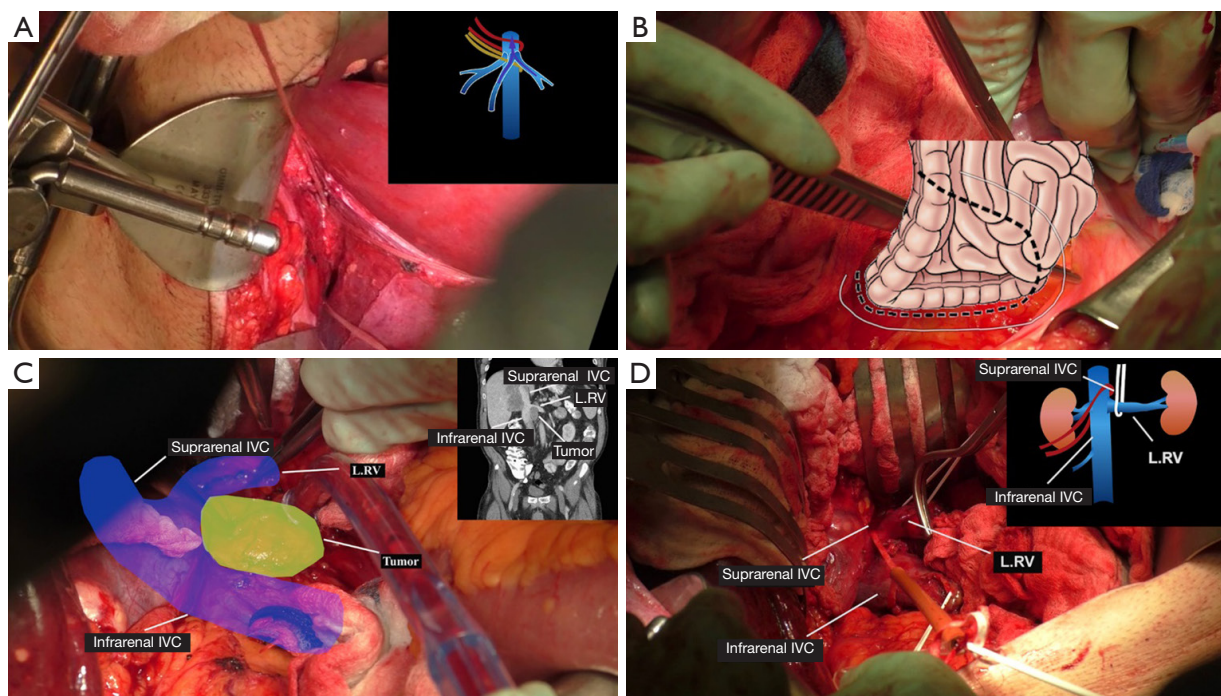 A
B
C
Suprarenal IVC
L.RV
Infrarenal IVC
Tumor
Suprarenal IVC
L.RV
Tumor
Infrarenal IVC
D
Suprarenal IVC
L.RV
Infrarenal IVC
Suprarenal IVC
L.RV
Infrarenal IVC